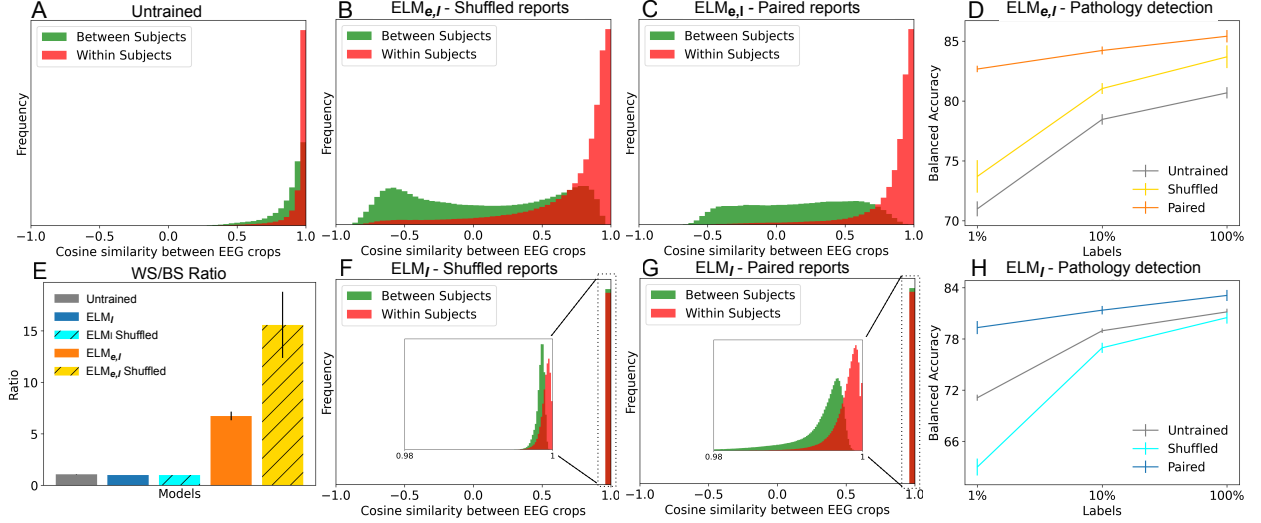 A
Untrained
Between Subjects
Within Subjects
Frequency
−1.0 −0.5 0.0 0.5 1.0
Cosine similarity between EEG crops
B
ELMe,l - Shuffled reports
Between Subjects
Within Subjects
Frequency
−1.0 −0.5 0.0 0.5 1.0
Cosine similarity between EEG crops
C
ELMe,l - Paired reports
Between Subjects
Within Subjects
Frequency
−1.0 −0.5 0.0 0.5 1.0
Cosine similarity between EEG crops
D
ELMe,l - Pathology detection
Balanced Accuracy
85
80
75
70
Untrained
Shuffled
Paired
1% 10% 100%
Labels
E
WS/BS Ratio
Untrained
ELMl
ELMl Shuffled
ELMe,l
ELMe,l Shuffled
Ratio
15
10
5
0
Models
F
ELMl - Shuffled reports
Between Subjects
Within Subjects
Frequency
0.98 1
−1.0 −0.5 0.0 0.5 1.0
Cosine similarity between EEG crops
G
ELMl - Paired reports
Between Subjects
Within Subjects
Frequency
0.98 1
−1.0 −0.5 0.0 0.5 1.0
Cosine similarity between EEG crops
H
ELMl - Pathology detection
Balanced Accuracy
84
78
72
66
Untrained
Shuffled
Paired
1% 10% 100%
Labels